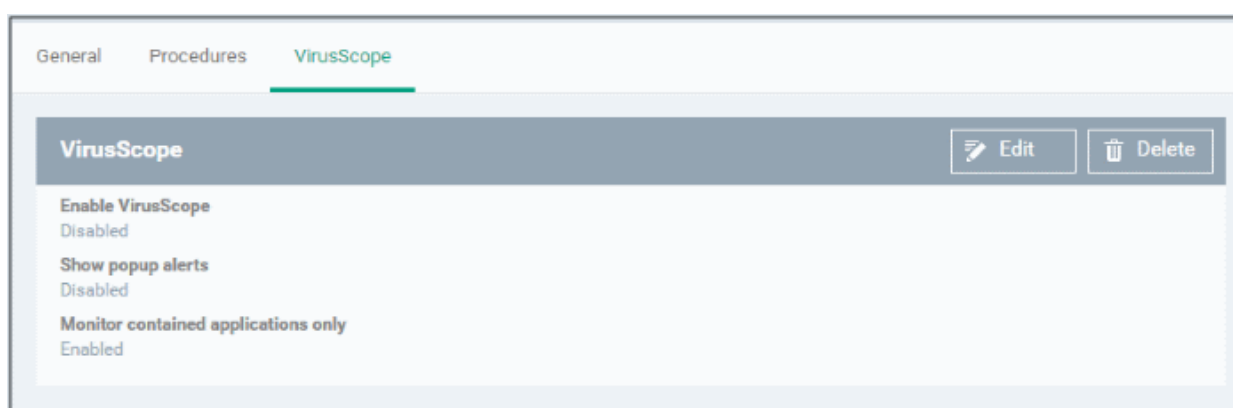 General Procedures VirusScope
VirusScope Edit Delete
Enable VirusScope
Disabled
Show popup alerts
Disabled
Monitor contained applications only
Enabled